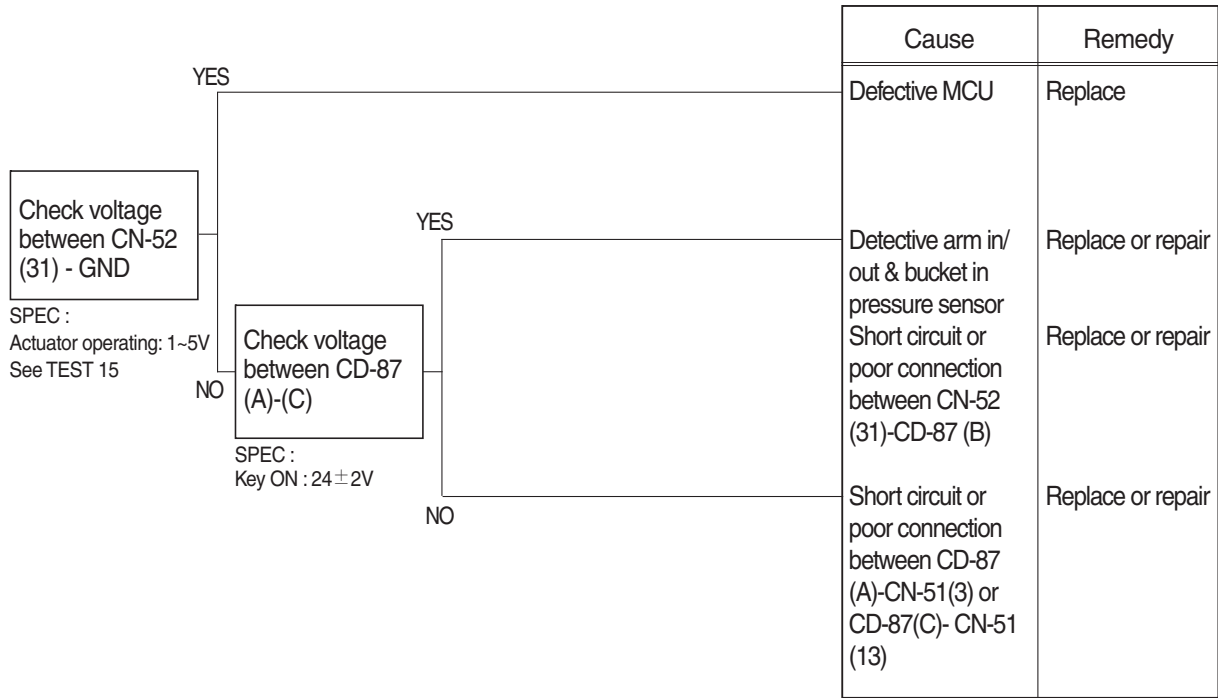 Cause
Remedy
YES
Defective MCU
Replace
Check voltage
between CN-52
(31) - GND
SPEC :
Actuator operating: 1~5V
See TEST 15
NO
YES
Detective arm in/
out & bucket in
pressure sensor
Replace or repair
Check voltage
between CD-87
(A)-(C)
SPEC :
Key ON : 24±2V
Short circuit or
poor connection
between CN-52
(31)-CD-87 (B)
Replace or repair
NO
Short circuit or
poor connection
between CD-87
(A)-CN-51(3) or
CD-87(C)- CN-51
(13)
Replace or repair